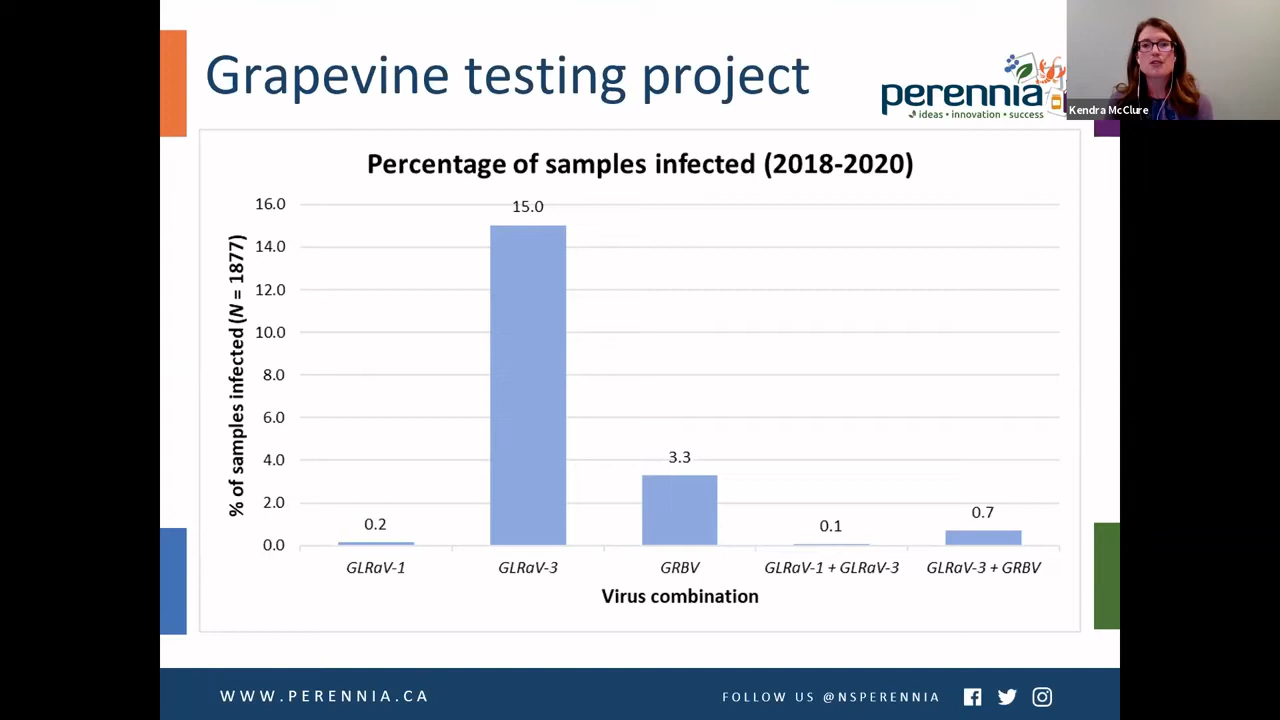 Grapevine testing project
perennia
ideas • innovation • success
Kendra McClure
Percentage of samples infected (2018-2020)
% of samples infected (N = 1877)
16.0
14.0
12.0
10.0
8.0
6.0
4.0
2.0
0.0
0.2
15.0
3.3
0.1
0.7
GLRaV-1
GLRaV-3
GRBV
GLRaV-1 + GLRaV-3
GLRaV-3 + GRBV
Virus combination
WWW.PERENNIA.CA
FOLLOW US @NSPERENNIA